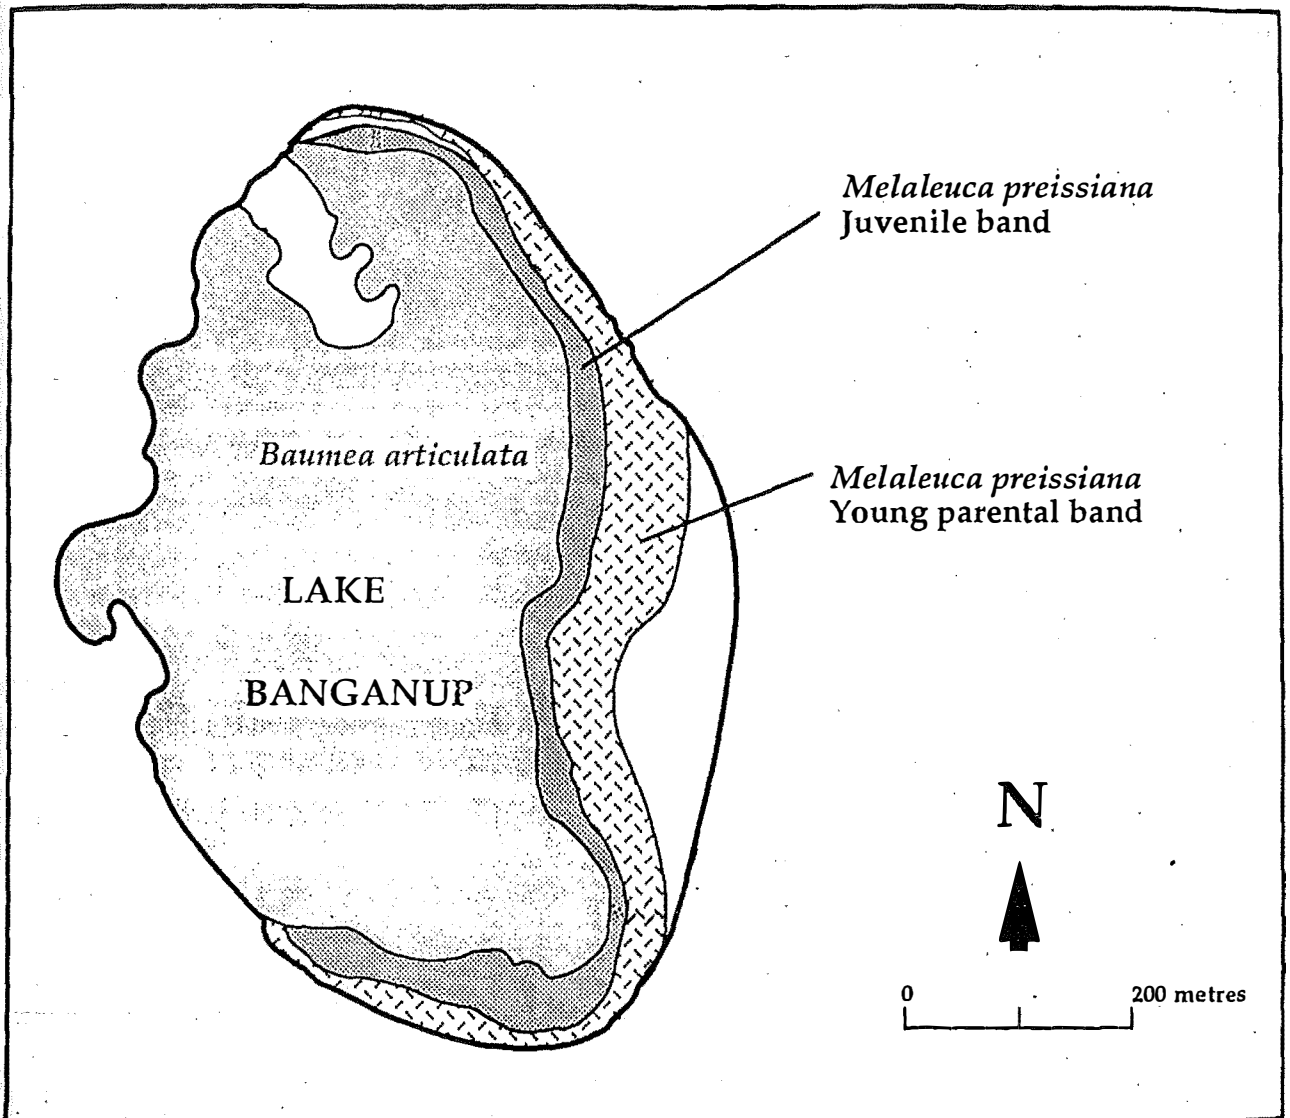 Melaleuca preissiana
Juvenile band
Baumea articulata
Melaleuca preissiana
Young parental band
LAKE
BANGANUP
N
0
200 metres